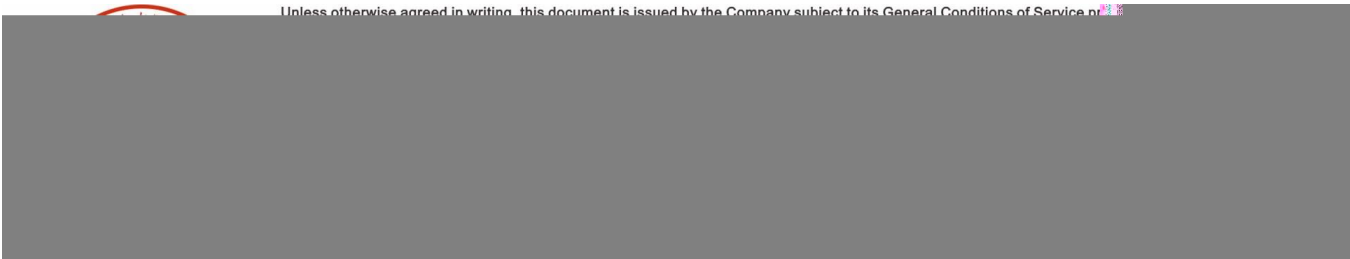 Unless otherwise agreed in writing, this document is issued by the Company subject to its General Conditions of Service